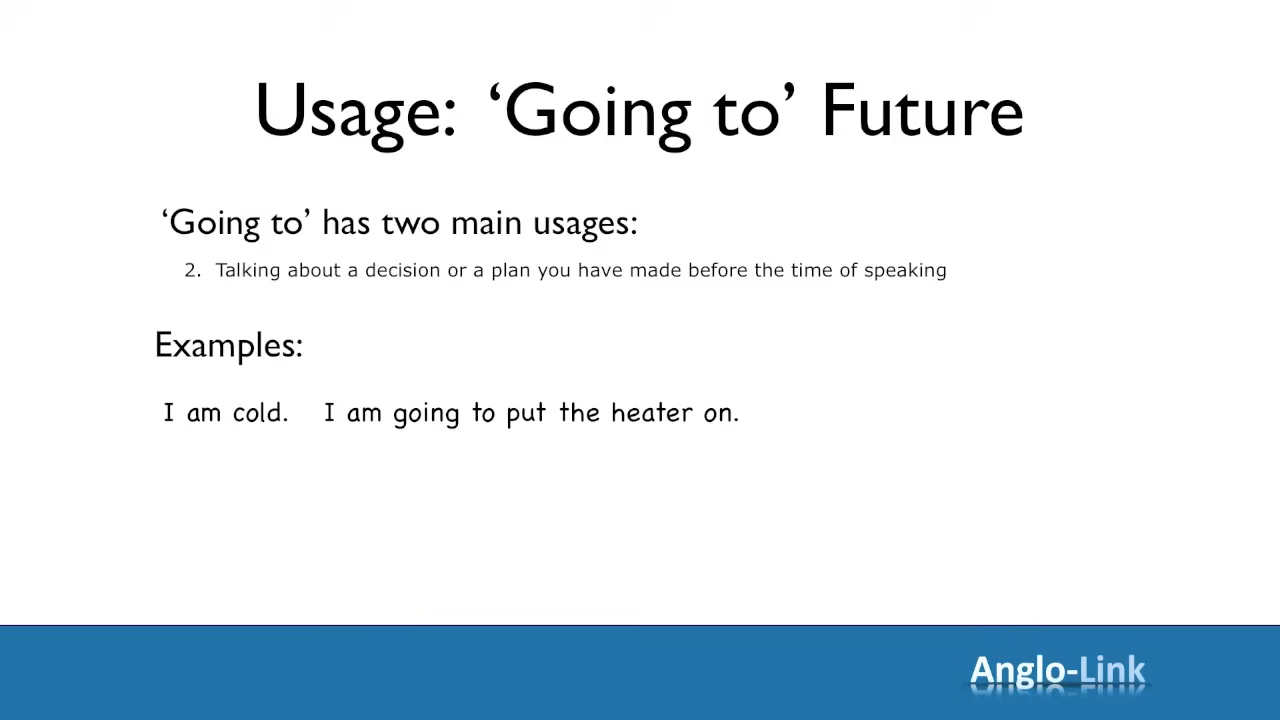 Usage: ‘Going to’ Future
‘Going to’ has two main usages:
2. Talking about a decision or a plan you have made before the time of speaking
Examples:
I am cold. I am going to put the heater on.
Anglo-Link